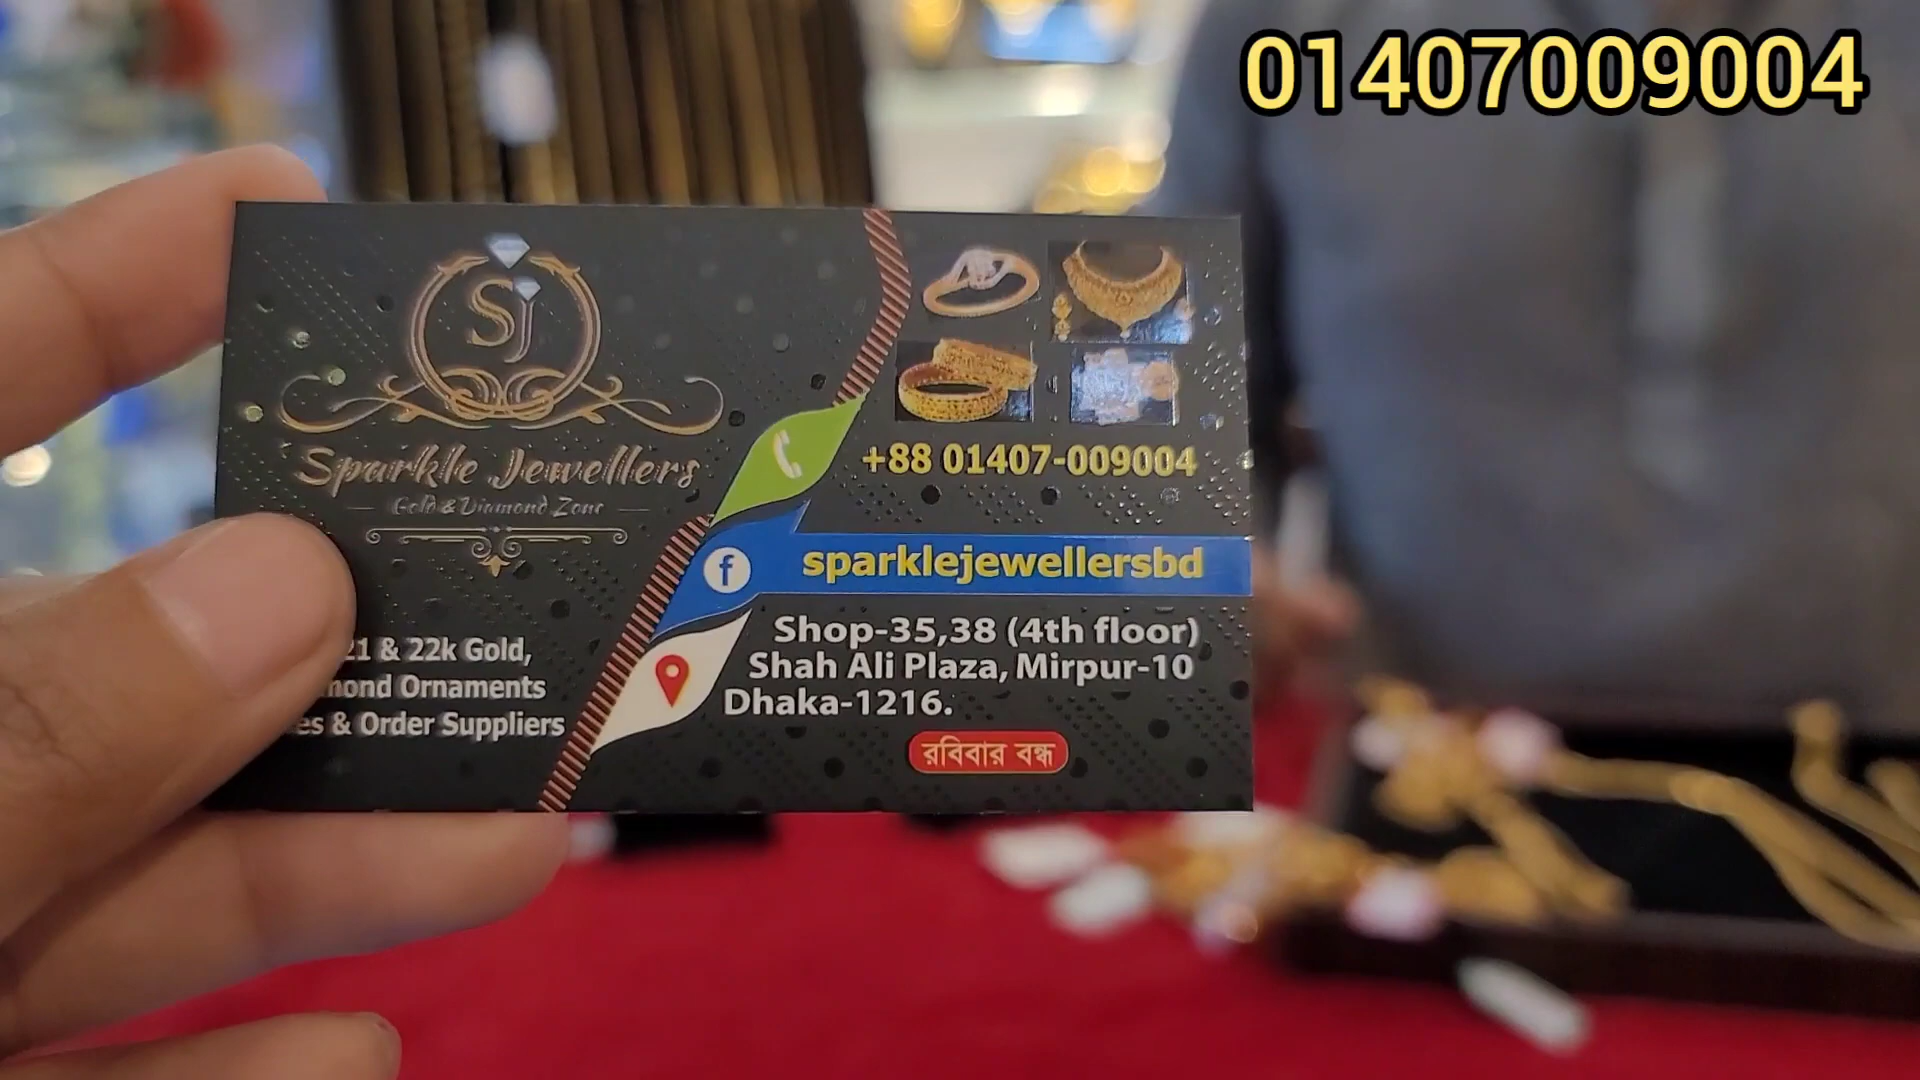 01407009004
SJ
Sparkle Jewellers
Gold & Diamond Zone
21 & 22k Gold,
Ornaments
& Order Suppliers
+88 01407-009004
f
sparklejewellersbd
Shop-35,38 (4th floor)
Shah Ali Plaza, Mirpur-10
Dhaka-1216.
রবিবার বন্ধ